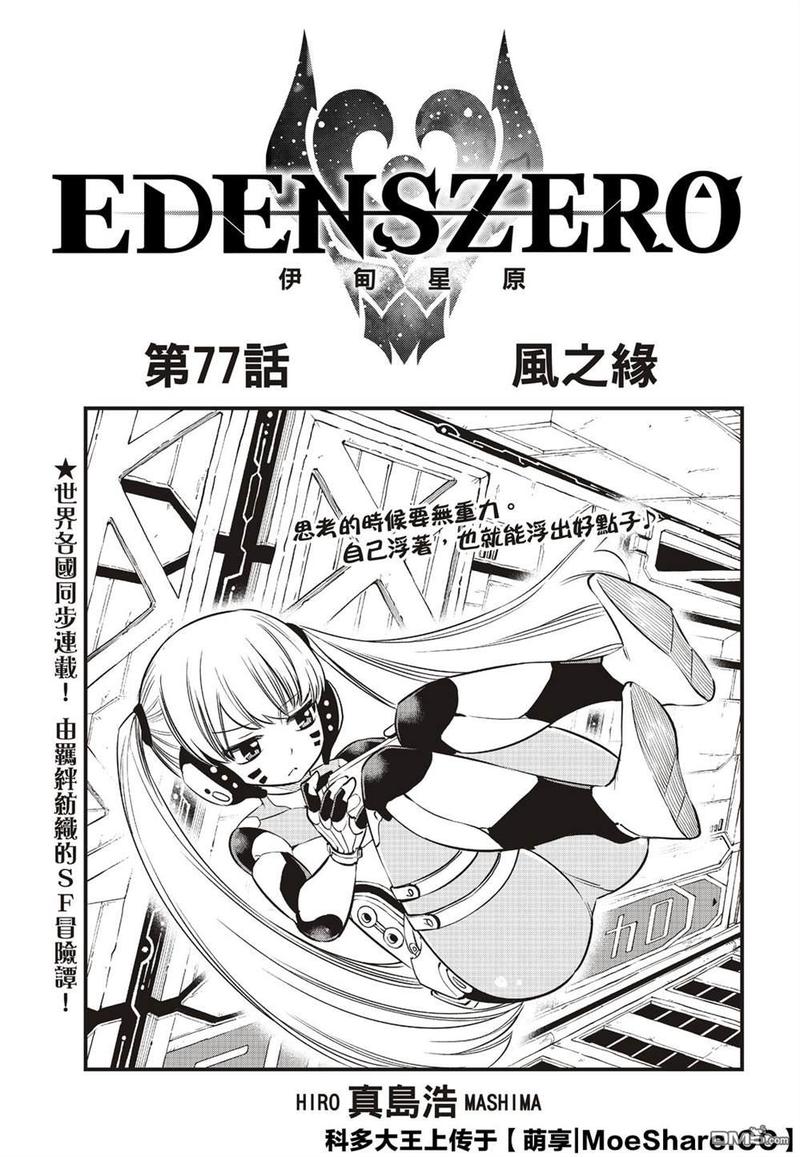 EDENSZERO
伊甸星原
第77話 風之緣
★世界各國同步連載！由羈絆紡織的SF冒險譚！
思考的時候要無重力。
自己浮著，也就能浮出好點子♪
HIRO 真島浩 MASHIMA
科多大王上传于【萌享|MoeShare.CC】